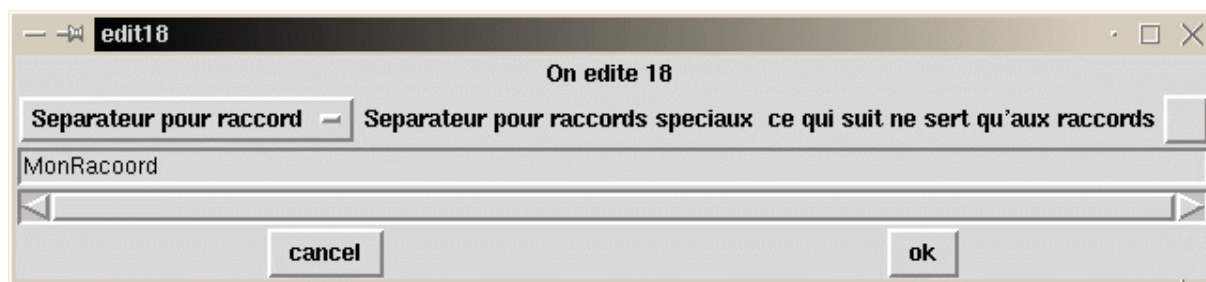 edit18
On edite 18
Separateur pour raccord Separateur pour raccords speciaux ce qui suit ne sert qu'aux raccords
MonRacoord
cancel ok